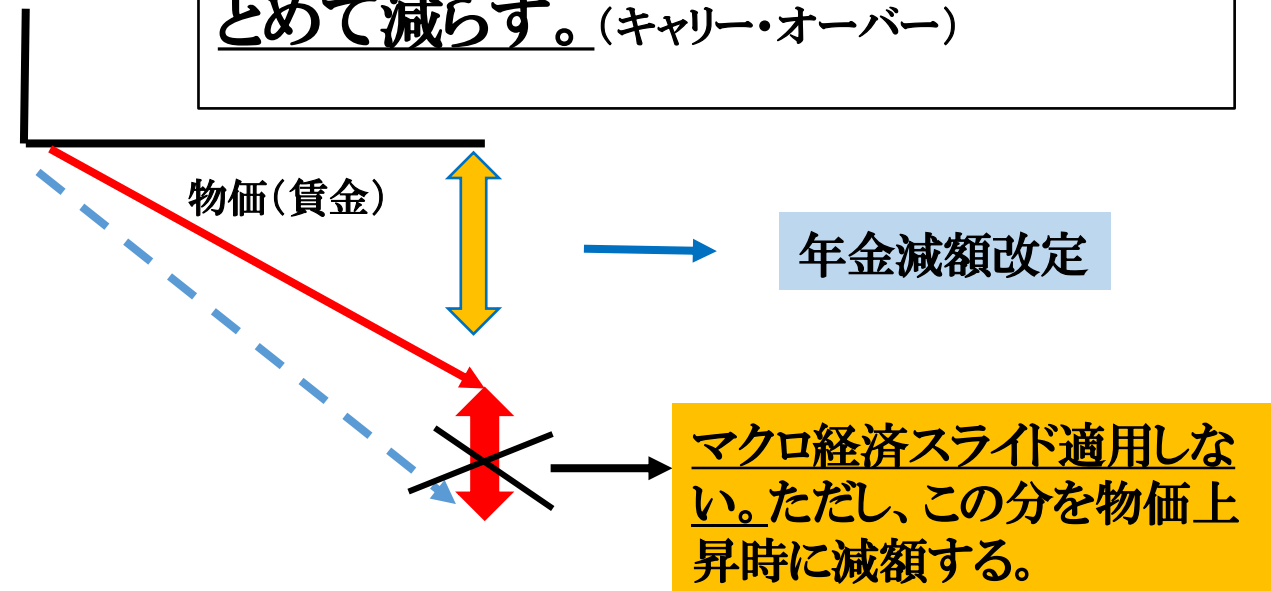 とめて減らす。(キャリー・オーバー)
物価(賃金)
年金減額改定
マクロ経済スライド適用しな
い。ただし、この分を物価上
昇時に減額する。